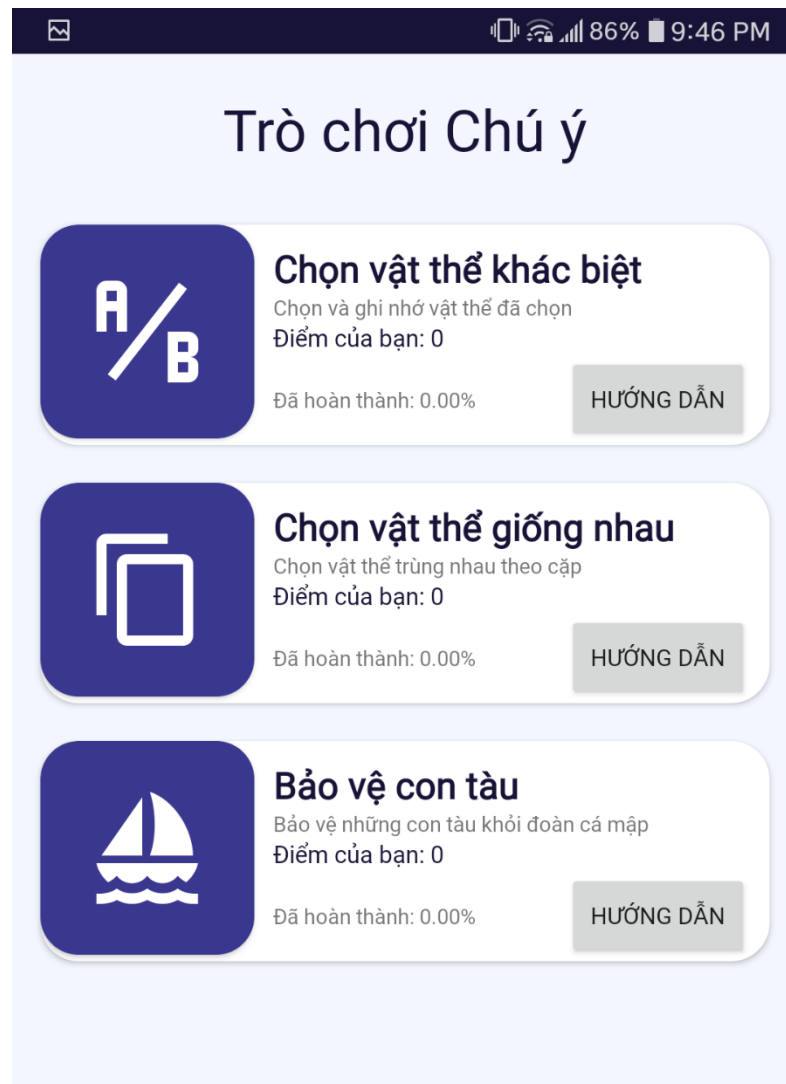 86% 9:46 PM
Trò chơi Chú ý
A/B
Chọn vật thể khác biệt
Chọn và ghi nhớ vật thể đã chọn
Điểm của bạn: 0
Đã hoàn thành: 0.00%
HƯỚNG DẪN
Chọn vật thể giống nhau
Chọn vật thể trùng nhau theo cặp
Điểm của bạn: 0
Đã hoàn thành: 0.00%
HƯỚNG DẪN
Bảo vệ con tàu
Bảo vệ những con tàu khỏi đoàn cá mập
Điểm của bạn: 0
Đã hoàn thành: 0.00%
HƯỚNG DẪN